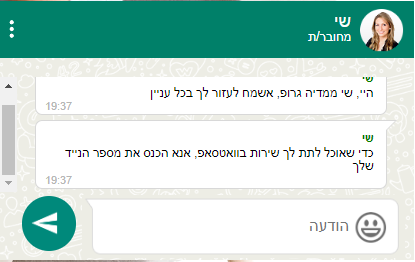 שי
מחובר/ת
שי
היי, שי ממדיה גרופ, אשמח לעזור לך בכל עניין
19:37
שי
כדי שאוכל לתת לך שירות בוואטסאפ, אנא הכנס את מספר הנייד
שלך
19:37
הודעה